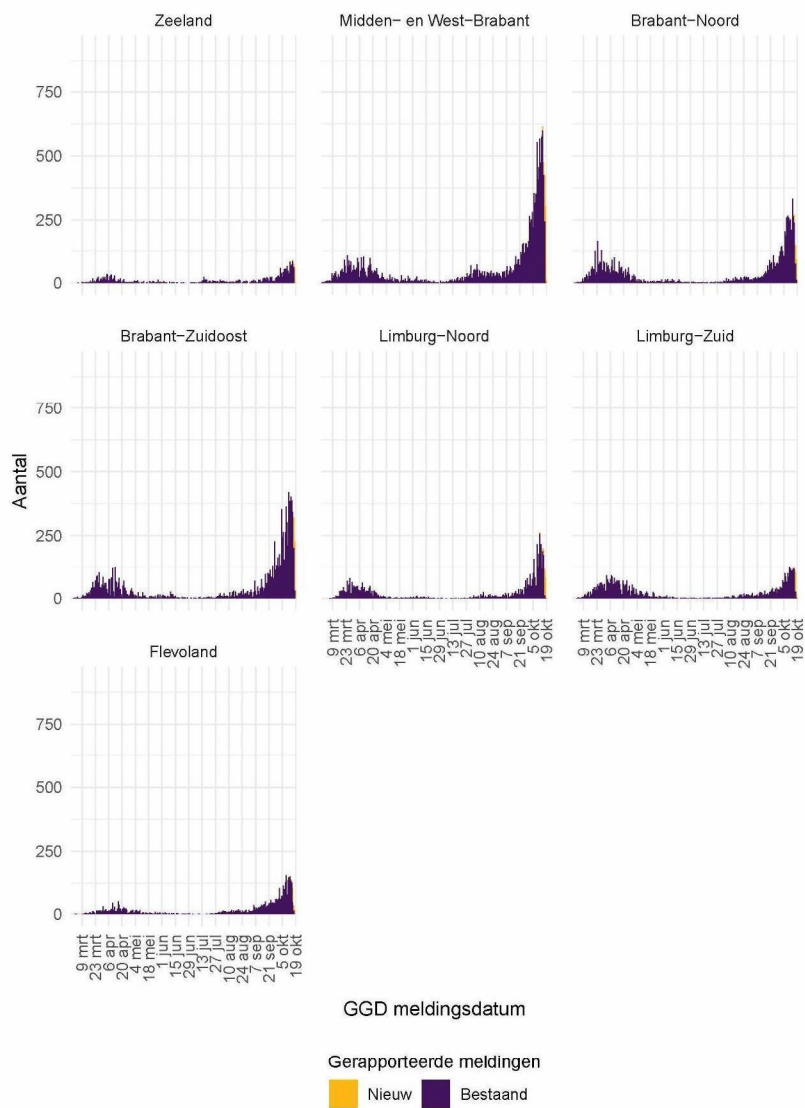 Zeeland
Midden- en West-Brabant
Brabant-Noord
750
500
250
0
Brabant-Zuidoost
Limburg-Noord
Limburg-Zuid
750
500
250
0
Aantal
9 mrt
23 mrt
6 apr
20 apr
4 mei
18 mei
1 jun
15 jun
29 jun
13 jul
27 jul
10 aug
24 aug
7 sep
21 sep
5 okt
19 okt
9 mrt
23 mrt
6 apr
20 apr
4 mei
18 mei
1 jun
15 jun
29 jun
13 jul
27 jul
10 aug
24 aug
7 sep
21 sep
5 okt
19 okt
Flevoland
750
500
250
0
9 mrt
23 mrt
6 apr
20 apr
4 mei
18 mei
1 jun
15 jun
29 jun
13 jul
27 jul
10 aug
24 aug
7 sep
21 sep
5 okt
19 okt
GGD meldingsdatum
Gerapporteerde meldingen
Nieuw
Bestaand